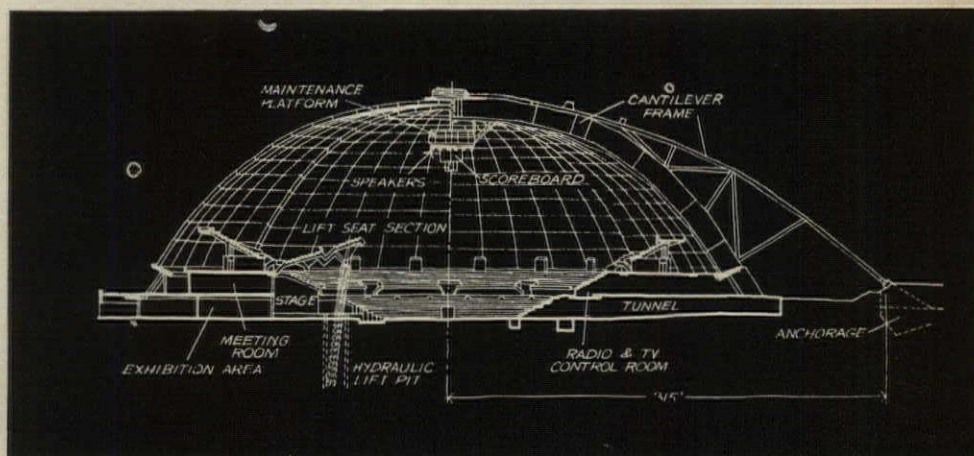 MAINTENANCE
PLATFORM
CANTILEVER
FRAME
SPEAKERS
SCOREBOARD
LIFT SEAT SECTION
STAGE
TUNNEL
MEETING
ROOM
EXHIBITION AREA
HYDRAULIC
LIFT PIT
RADIO & TV
CONTROL ROOM
ANCHORAGE